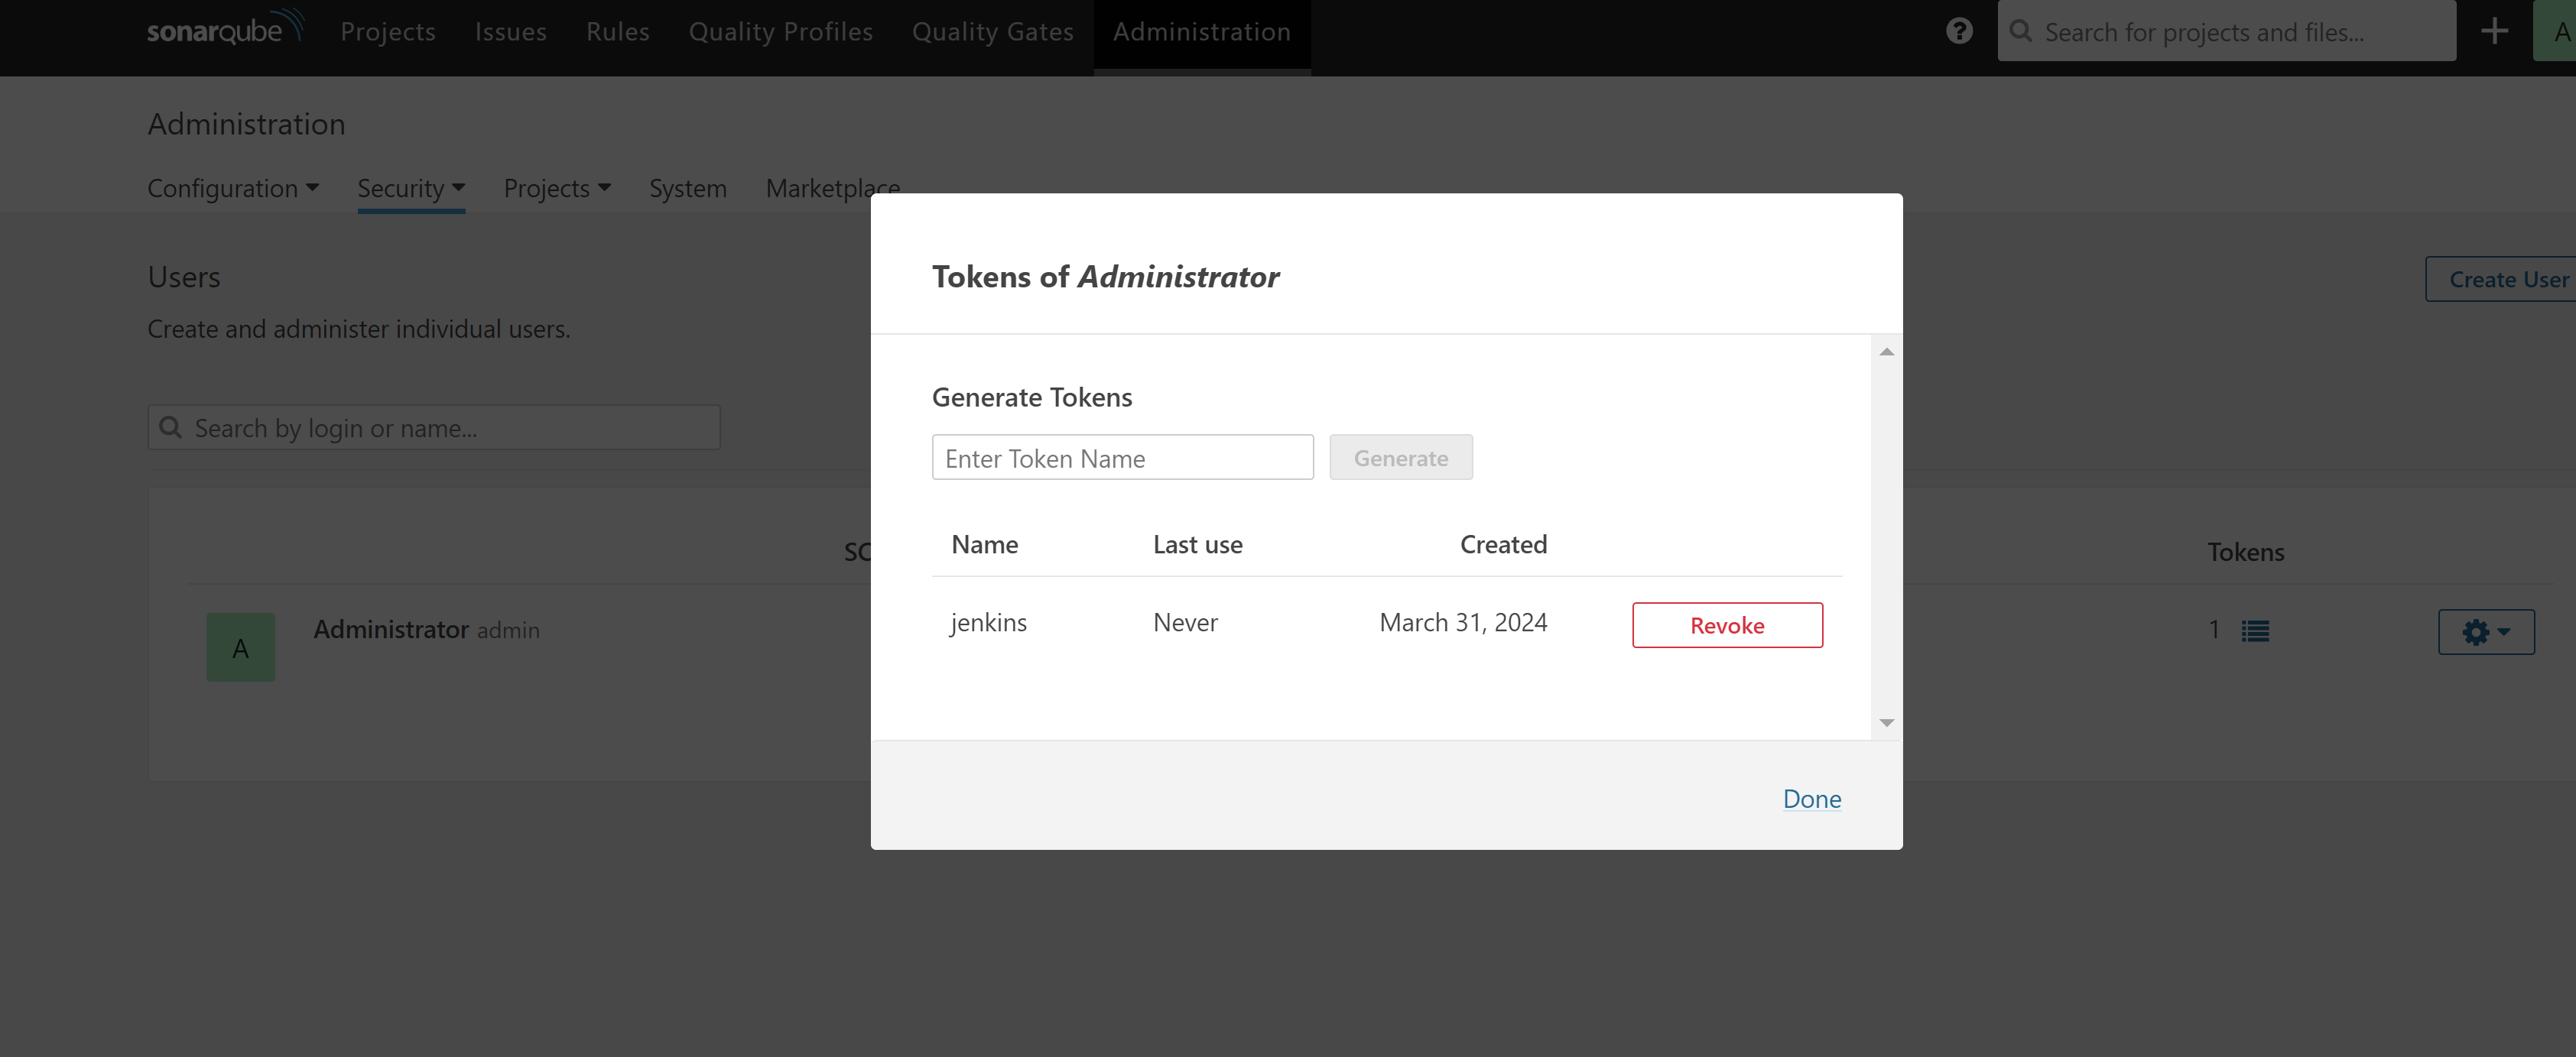 sonarqube Projects Issues Rules Quality Profiles Quality Gates Administration ? Search for projects and files... A
Administration
Configuration Security Projects System Marketplace
Users
Create and administer individual users.
Create User
Search by login or name...
Tokens of Administrator
Generate Tokens
Enter Token Name Generate
Name Last use Created
jenkins Never March 31, 2024 Revoke
Done
SC Tokens
A Administrator admin 1